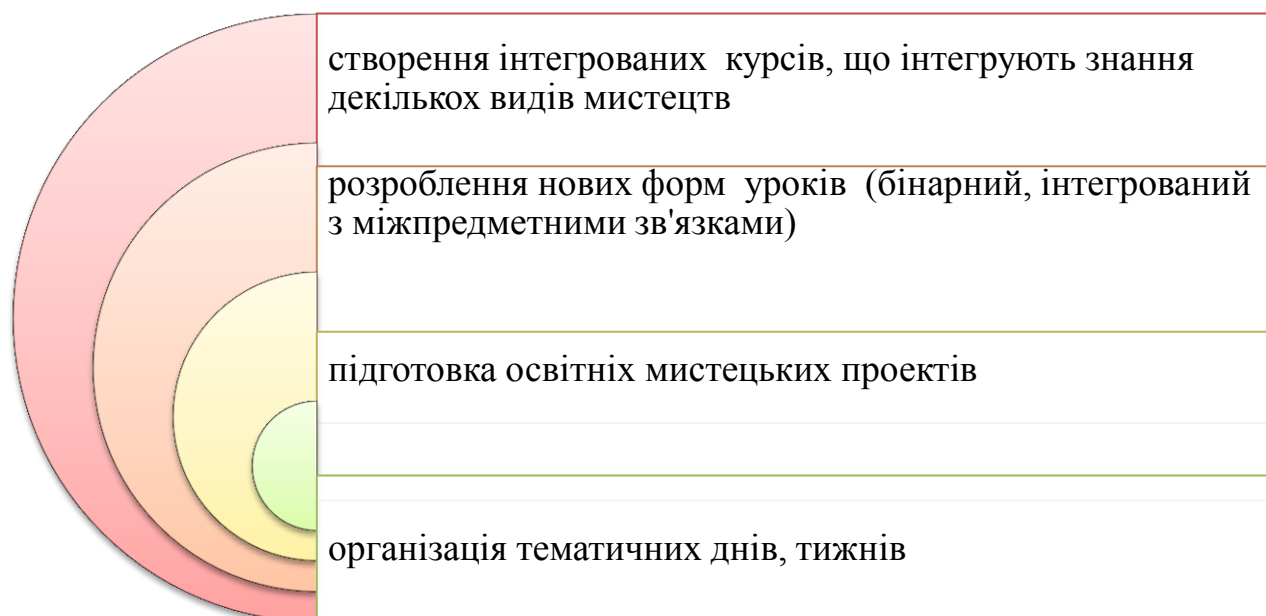 створення інтегрованих курсів, що інтегрують знання
декількох видів мистецтв
розроблення нових форм уроків (бінарний, інтегрований
з міжпредметними зв'язками)
підготовка освітніх мистецьких проектів
організація тематичних днів, тижнів